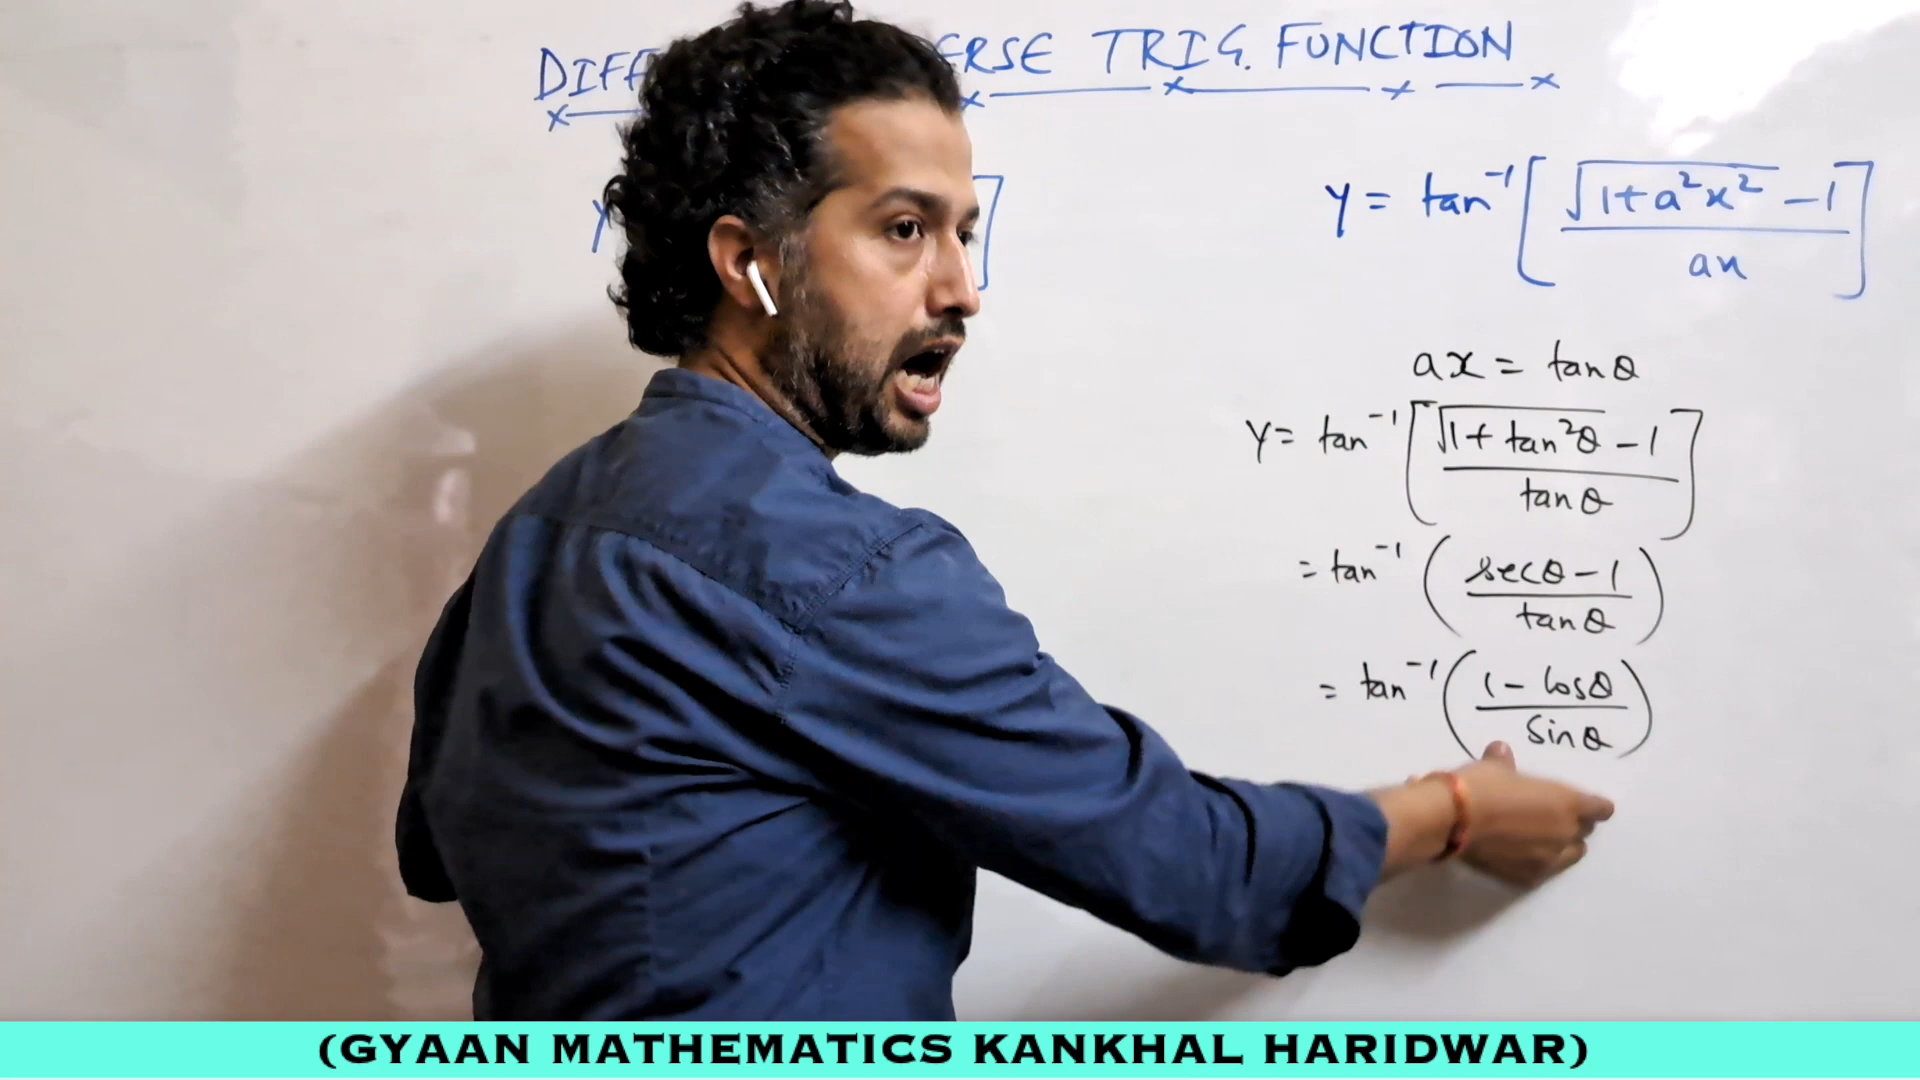 ERSE TRIG. FUNCTION
y = tan⁻¹ [ (√(1+a²x²) - 1) / ax ]
ax = tanθ
y = tan⁻¹ [ (√(1+tan²θ) - 1) / tanθ ]
= tan⁻¹ ( (secθ - 1) / tanθ )
= tan⁻¹ ( (1 - cosθ) / sinθ )
(GYAAN MATHEMATICS KANKHAL HARIDWAR)